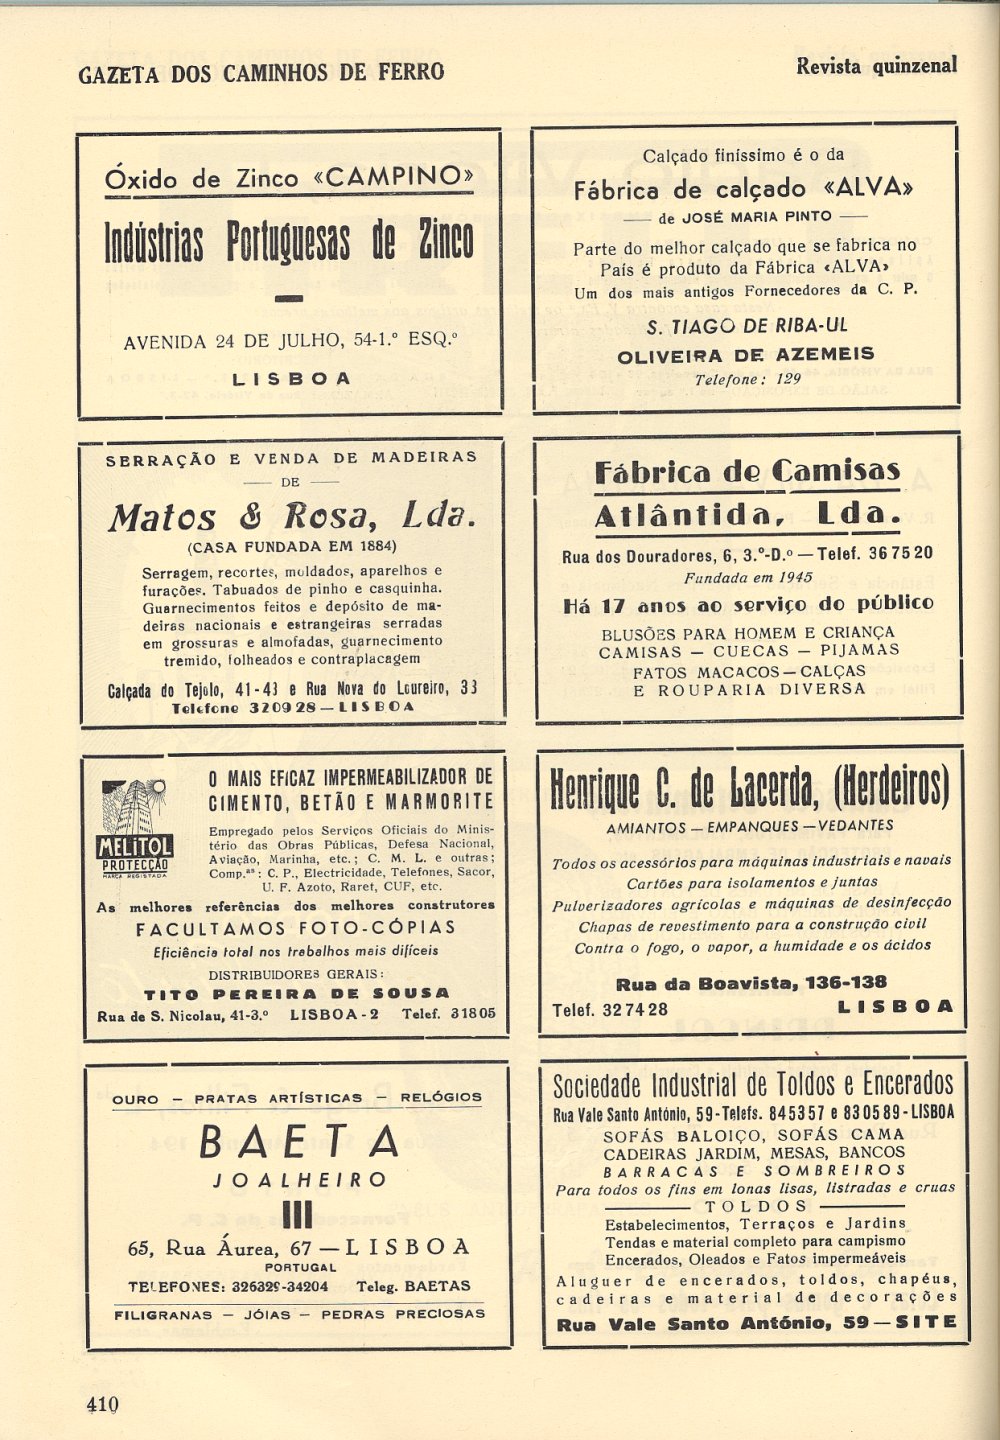 GAZETA DOS CAMINHOS DE FERRO
Revista quinzenal
Óxido de Zinco «CAMPINO»
Indústrias Portuguesas de Zinco
AVENIDA 24 DE JULHO, 54-1.º ESQ.º
LISBOA
Calçado finíssimo é o da
Fábrica de calçado «ALVA»
— de JOSÉ MARIA PINTO —
Parte do melhor calçado que se fabrica no
País é produto da Fábrica «ALVA»
Um dos mais antigos Fornecedores da C. P.
S. TIAGO DE RIBA-UL
OLIVEIRA DE AZEMEIS
Telefone: 129
SERRAÇÃO E VENDA DE MADEIRAS
— DE —
Matos & Rosa, Lda.
(CASA FUNDADA EM 1884)
Serragem, recortes, moldados, aparelhos e
furações. Tabuados de pinho e casquinha.
Guarnecimentos feitos e depósito de ma-
deiras nacionais e estrangeiras serradas
em grossuras e almofadas, guarnecimento
tremido, folheados e contraplacagem
Calçada do Tejolo, 41-43 e Rua Nova do Loureiro, 33
Telefone 320928 — LISBOA
Fábrica de Camisas
Atlântida, Lda.
Rua dos Douradores, 6, 3.º-D.º — Telef. 367520
Fundada em 1945
Há 17 anos ao serviço do público
BLUSÕES PARA HOMEM E CRIANÇA
CAMISAS — CUECAS — PIJAMAS
FATOS MACACOS — CALÇAS
E ROUPARIA DIVERSA
MELITOL
PROTECÇÃO
MARCA REGISTADA
O MAIS EFICAZ IMPERMEABILIZADOR DE
CIMENTO, BETÃO E MARMORITE
Empregado pelos Serviços Oficiais do Minis-
tério das Obras Públicas, Defesa Nacional,
Aviação, Marinha, etc.; C. M. L. e outras;
Comp.as: C. P., Electricidade, Telefones, Sacor,
U. F. Azoto, Raret, CUF, etc.
As melhores referências dos melhores construtores
FACULTAMOS FOTO-CÓPIAS
Eficiência total nos trabalhos mais difíceis
DISTRIBUIDORES GERAIS:
TITO PEREIRA DE SOUSA
Rua de S. Nicolau, 41-3.º LISBOA-2 Telef. 31805
Henrique C. de Lacerda, (Herdeiros)
AMIANTOS — EMPANQUES — VEDANTES
Todos os acessórios para máquinas industriais e navais
Cartões para isolamentos e juntas
Pulverizadores agrícolas e máquinas de desinfecção
Chapas de revestimento para a construção civil
Contra o fogo, o vapor, a humidade e os ácidos
Rua da Boavista, 136-138
Telef. 327428 LISBOA
OURO — PRATAS ARTÍSTICAS — RELÓGIOS
BAETA
JOALHEIRO
65, Rua Áurea, 67 — LISBOA
PORTUGAL
TELEFONES: 326329-34204 Teleg. BAETAS
FILIGRANAS — JÓIAS — PEDRAS PRECIOSAS
Sociedade Industrial de Toldos e Encerados
Rua Vale Santo António, 59 - Telefs. 845357 e 830589 - LISBOA
SOFÁS BALOIÇO, SOFÁS CAMA
CADEIRAS JARDIM, MESAS, BANCOS
BARRACAS E SOMBREIROS
Para todos os fins em lonas lisas, listradas e cruas
— TOLDOS —
Estabelecimentos, Terraços e Jardins
Tendas e material completo para campismo
Encerados, Oleados e Fatos impermeáveis
Aluguer de encerados, toldos, chapéus,
cadeiras e material de decorações
Rua Vale Santo António, 59 — SITE
410